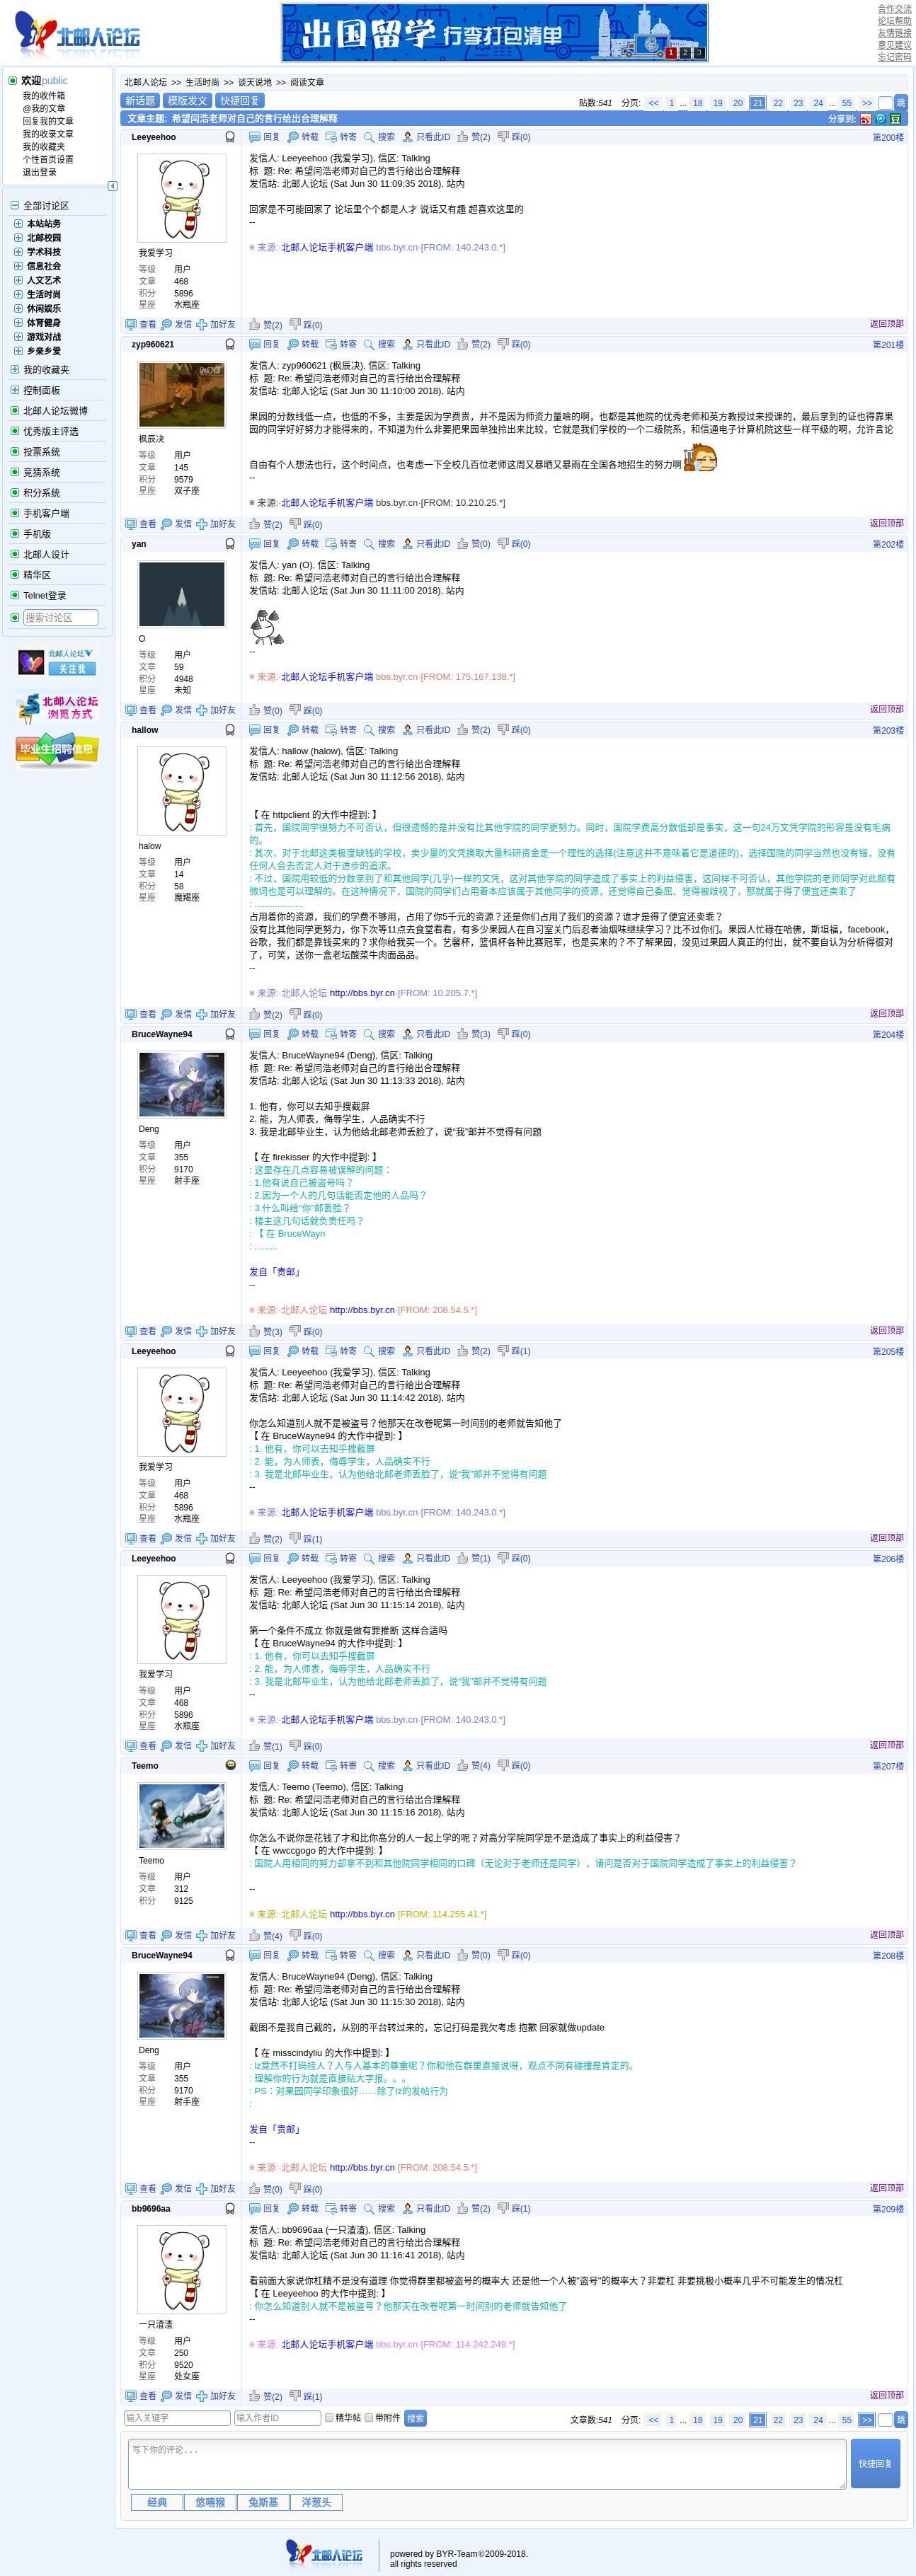 北邮人论坛
出国留学 行李打包清单
1 2 3
合作交流
论坛帮助
友情链接
意见建议
忘记密码
欢迎public
我的收件箱
@我的文章
回复我的文章
我的收录文章
我的收藏夹
个性首页设置
退出登录
全部讨论区
本站站务
北邮校园
学术科技
信息社会
人文艺术
生活时尚
休闲娱乐
体育健身
游戏对战
乡亲乡爱
我的收藏夹
控制面板
北邮人论坛微博
优秀版主评选
投票系统
竞猜系统
积分系统
手机客户端
手机版
北邮人设计
精华区
Telnet登录
搜索讨论区
北邮人论坛
关注我
北邮人论坛
浏览方式
毕业生招聘信息
北邮人论坛 >> 生活时尚 >> 谈天说地 >> 阅读文章
新话题 模版发文 快捷回复
贴数:541 分页: << 1 ... 18 19 20 21 22 23 24 ... 55 >> 跳
文章主题: 希望闫浩老师对自己的言行给出合理解释
分享到:
Leeyeehoo
回复 转载 转寄 搜索 只看此ID 赞(2) 踩(0) 第200楼
我爱学习
等级 用户
文章 468
积分 5896
星座 水瓶座
发信人: Leeyeehoo (我爱学习), 信区: Talking
标 题: Re: 希望闫浩老师对自己的言行给出合理解释
发信站: 北邮人论坛 (Sat Jun 30 11:09:35 2018), 站内
回家是不可能回家了 论坛里个个都是人才 说话又有趣 超喜欢这里的
--
※ 来源:·北邮人论坛手机客户端 bbs.byr.cn·[FROM: 140.243.0.*]
查看 发信 加好友 赞(2) 踩(0) 返回顶部
zyp960621
回复 转载 转寄 搜索 只看此ID 赞(2) 踩(0) 第201楼
枫辰决
等级 用户
文章 145
积分 9579
星座 双子座
发信人: zyp960621 (枫辰决), 信区: Talking
标 题: Re: 希望闫浩老师对自己的言行给出合理解释
发信站: 北邮人论坛 (Sat Jun 30 11:10:00 2018), 站内
果园的分数线低一点，也低的不多，主要是因为学费贵，并不是因为师资力量啥的啊，也都是其他院的优秀老师和英方教授过来授课的，最后拿到的证也得靠果
园的同学好好努力才能得来的，不知道为什么非要把果园单独拎出来比较，它就是我们学校的一个二级院系，和信通电子计算机院这些一样平级的啊，允许言论
自由有个人想法也行，这个时间点，也考虑一下全校几百位老师这周又暴晒又暴雨在全国各地招生的努力啊
--
※ 来源:·北邮人论坛手机客户端 bbs.byr.cn·[FROM: 10.210.25.*]
查看 发信 加好友 赞(2) 踩(0) 返回顶部
yan
回复 转载 转寄 搜索 只看此ID 赞(0) 踩(0) 第202楼
O
等级 用户
文章 59
积分 4948
星座 未知
发信人: yan (O), 信区: Talking
标 题: Re: 希望闫浩老师对自己的言行给出合理解释
发信站: 北邮人论坛 (Sat Jun 30 11:11:00 2018), 站内
--
※ 来源:·北邮人论坛手机客户端 bbs.byr.cn·[FROM: 175.167.138.*]
查看 发信 加好友 赞(0) 踩(0) 返回顶部
hallow
回复 转载 转寄 搜索 只看此ID 赞(2) 踩(0) 第203楼
halow
等级 用户
文章 14
积分 58
星座 魔羯座
发信人: hallow (halow), 信区: Talking
标 题: Re: 希望闫浩老师对自己的言行给出合理解释
发信站: 北邮人论坛 (Sat Jun 30 11:12:56 2018), 站内
【 在 httpclient 的大作中提到: 】
: 首先，国院同学很努力不可否认，但很遗憾的是并没有比其他学院的同学更努力。同时，国院学费高分数低却是事实，这一句24万文凭学院的形容是没有毛病
的。
: 其次，对于北邮这类极度缺钱的学校，卖少量的文凭换取大量科研资金是一个理性的选择(注意这并不意味着它是道德的)，选择国院的同学当然也没有错，没有
任何人会去否定人对于进步的追求。
: 不过，国院用较低的分数拿到了和其他同学(几乎)一样的文凭，这对其他学院的同学造成了事实上的利益侵害，这同样不可否认，其他学院的老师同学对此颇有
微词也是可以理解的。在这种情况下，国院的同学们占用着本应该属于其他同学的资源，还觉得自己委屈、觉得被歧视了，那就属于得了便宜还卖乖了
: ...................
占用着你的资源，我们的学费不够用，占用了你5千元的资源？还是你们占用了我们的资源？谁才是得了便宜还卖乖？
没有比其他同学更努力，你下次等11点去食堂看看，有多少果园人在自习室关门后忍者油烟味继续学习？比不过你们。果园人忙碌在哈佛，斯坦福，facebook，
谷歌，我们都是靠钱买来的？求你给我买一个。艺馨杯，篮俱杯各种比赛冠军，也是买来的？不了解果园，没见过果园人真正的付出，就不要自认为分析得很对
了，可笑，送你一盒老坛酸菜牛肉面品品。
--
※ 来源:·北邮人论坛 http://bbs.byr.cn·[FROM: 10.205.7.*]
查看 发信 加好友 赞(2) 踩(0) 返回顶部
BruceWayne94
回复 转载 转寄 搜索 只看此ID 赞(3) 踩(0) 第204楼
Deng
等级 用户
文章 355
积分 9170
星座 射手座
发信人: BruceWayne94 (Deng), 信区: Talking
标 题: Re: 希望闫浩老师对自己的言行给出合理解释
发信站: 北邮人论坛 (Sat Jun 30 11:13:33 2018), 站内
1. 他有，你可以去知乎搜截屏
2. 能，为人师表，侮辱学生，人品确实不行
3. 我是北邮毕业生，认为他给北邮老师丢脸了，说“我”邮并不觉得有问题
【 在 firekisser 的大作中提到: 】
: 这里存在几点容易被误解的问题：
: 1.他有说自己被盗号吗？
: 2.因为一个人的几句话能否定他的人品吗？
: 3.什么叫给“你”邮丢脸？
: 楼主这几句话就负责任吗？
: 【 在 BruceWayn
: .........
发自「贵邮」
--
※ 来源:·北邮人论坛 http://bbs.byr.cn·[FROM: 208.54.5.*]
查看 发信 加好友 赞(3) 踩(0) 返回顶部
Leeyeehoo
回复 转载 转寄 搜索 只看此ID 赞(2) 踩(1) 第205楼
我爱学习
等级 用户
文章 468
积分 5896
星座 水瓶座
发信人: Leeyeehoo (我爱学习), 信区: Talking
标 题: Re: 希望闫浩老师对自己的言行给出合理解释
发信站: 北邮人论坛 (Sat Jun 30 11:14:42 2018), 站内
你怎么知道别人就不是被盗号？他那天在改卷呢第一时间别的老师就告知他了
【 在 BruceWayne94 的大作中提到: 】
: 1. 他有，你可以去知乎搜截屏
: 2. 能，为人师表，侮辱学生，人品确实不行
: 3. 我是北邮毕业生，认为他给北邮老师丢脸了，说“我”邮并不觉得有问题
--
※ 来源:·北邮人论坛手机客户端 bbs.byr.cn·[FROM: 140.243.0.*]
查看 发信 加好友 赞(2) 踩(1) 返回顶部
Leeyeehoo
回复 转载 转寄 搜索 只看此ID 赞(1) 踩(0) 第206楼
我爱学习
等级 用户
文章 468
积分 5896
星座 水瓶座
发信人: Leeyeehoo (我爱学习), 信区: Talking
标 题: Re: 希望闫浩老师对自己的言行给出合理解释
发信站: 北邮人论坛 (Sat Jun 30 11:15:14 2018), 站内
第一个条件不成立 你就是做有罪推断 这样合适吗
【 在 BruceWayne94 的大作中提到: 】
: 1. 他有，你可以去知乎搜截屏
: 2. 能，为人师表，侮辱学生，人品确实不行
: 3. 我是北邮毕业生，认为他给北邮老师丢脸了，说“我”邮并不觉得有问题
--
※ 来源:·北邮人论坛手机客户端 bbs.byr.cn·[FROM: 140.243.0.*]
查看 发信 加好友 赞(1) 踩(0) 返回顶部
Teemo
回复 转载 转寄 搜索 只看此ID 赞(4) 踩(0) 第207楼
Teemo
等级 用户
文章 312
积分 9125
发信人: Teemo (Teemo), 信区: Talking
标 题: Re: 希望闫浩老师对自己的言行给出合理解释
发信站: 北邮人论坛 (Sat Jun 30 11:15:16 2018), 站内
你怎么不说你是花钱了才和比你高分的人一起上学的呢？对高分学院同学是不是造成了事实上的利益侵害？
【 在 wwccgogo 的大作中提到: 】
: 国院人用相同的努力却拿不到和其他院同学相同的口碑（无论对于老师还是同学），请问是否对于国院同学造成了事实上的利益侵害？
--
※ 来源:·北邮人论坛 http://bbs.byr.cn·[FROM: 114.255.41.*]
查看 发信 加好友 赞(4) 踩(0) 返回顶部
BruceWayne94
回复 转载 转寄 搜索 只看此ID 赞(0) 踩(0) 第208楼
Deng
等级 用户
文章 355
积分 9170
星座 射手座
发信人: BruceWayne94 (Deng), 信区: Talking
标 题: Re: 希望闫浩老师对自己的言行给出合理解释
发信站: 北邮人论坛 (Sat Jun 30 11:15:30 2018), 站内
截图不是我自己截的，从别的平台转过来的，忘记打码是我欠考虑 抱歉 回家就做update
【 在 misscindyliu 的大作中提到: 】
: lz竟然不打码挂人？人与人基本的尊重呢？你和他在群里直接说呀，观点不同有碰撞是肯定的。
: 理解你的行为就是直接贴大字报。。。
: PS：对果园同学印象很好……除了lz的发帖行为
:
发自「贵邮」
--
※ 来源:·北邮人论坛 http://bbs.byr.cn·[FROM: 208.54.5.*]
查看 发信 加好友 赞(0) 踩(0) 返回顶部
bb9696aa
回复 转载 转寄 搜索 只看此ID 赞(2) 踩(1) 第209楼
一只渣渣
等级 用户
文章 250
积分 9520
星座 处女座
发信人: bb9696aa (一只渣渣), 信区: Talking
标 题: Re: 希望闫浩老师对自己的言行给出合理解释
发信站: 北邮人论坛 (Sat Jun 30 11:16:41 2018), 站内
看前面大家说你杠精不是没有道理 你觉得群里都被盗号的概率大 还是他一个人被“盗号”的概率大？非要杠 非要挑极小概率几乎不可能发生的情况杠
【 在 Leeyeehoo 的大作中提到: 】
: 你怎么知道别人就不是被盗号？他那天在改卷呢第一时间别的老师就告知他了
--
※ 来源:·北邮人论坛手机客户端 bbs.byr.cn·[FROM: 114.242.249.*]
查看 发信 加好友 赞(2) 踩(1) 返回顶部
输入关键字 输入作者ID 精华帖 带附件 搜索
文章数:541 分页: << 1 ... 18 19 20 21 22 23 24 ... 55 >> 跳
写下你的评论...
快捷回复
经典 悠嘻猴 兔斯基 洋葱头
北邮人论坛
powered by BYR-Team©2009-2018.
all rights reserved